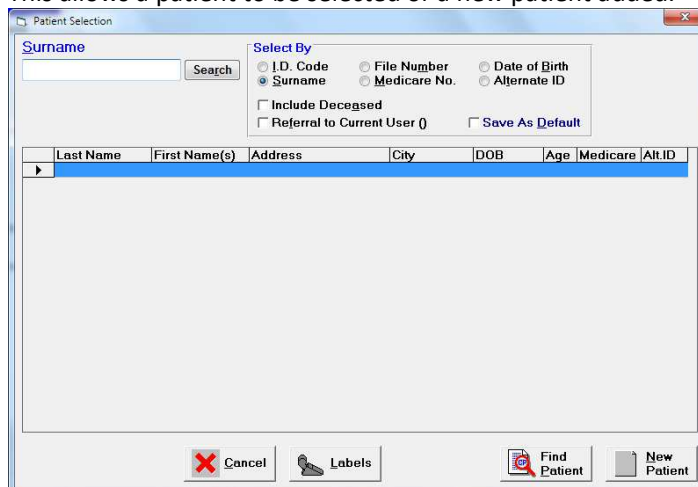 This allows a patient to be selected or a new patient added.
Patient Selection
Surname
Search
Select By
I.D. Code File Number Date of Birth
Surname Medicare No. Alternate ID
Include Deceased
Referral to Current User () Save As Default
Last Name First Name(s) Address City DOB Age Medicare Alt.ID
Cancel Labels Find Patient New Patient